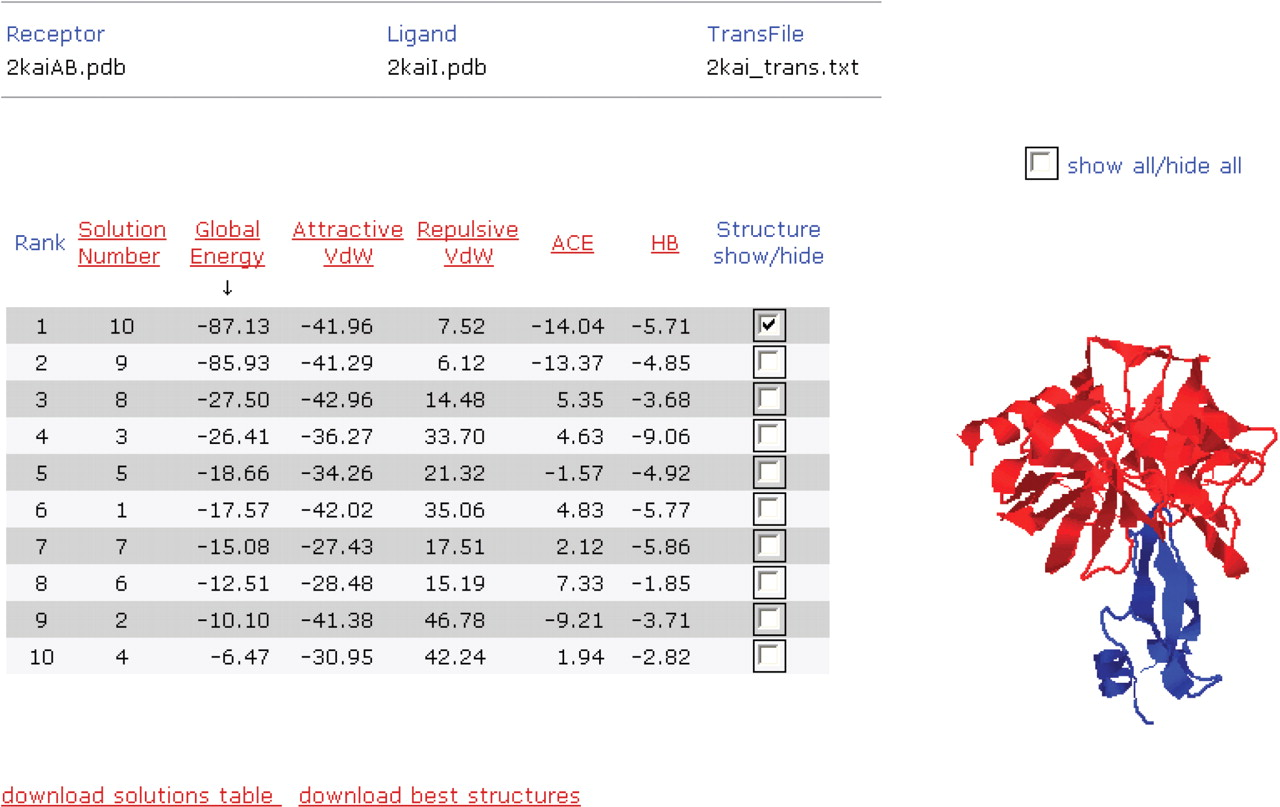 Receptor Ligand TransFile
2kaiAB.pdb 2kaiI.pdb 2kai_trans.txt
show all/hide all
Rank Solution Number Global Energy Attractive VdW Repulsive VdW ACE HB Structure show/hide
↓
1 10 -87.13 -41.96 7.52 -14.04 -5.71
2 9 -85.93 -41.29 6.12 -13.37 -4.85
3 8 -27.50 -42.96 14.48 5.35 -3.68
4 3 -26.41 -36.27 33.70 4.63 -9.06
5 5 -18.66 -34.26 21.32 -1.57 -4.92
6 1 -17.57 -42.02 35.06 4.83 -5.77
7 7 -15.08 -27.43 17.51 2.12 -5.86
8 6 -12.51 -28.48 15.19 7.33 -1.85
9 2 -10.10 -41.38 46.78 -9.21 -3.71
10 4 -6.47 -30.95 42.24 1.94 -2.82
download solutions table download best structures